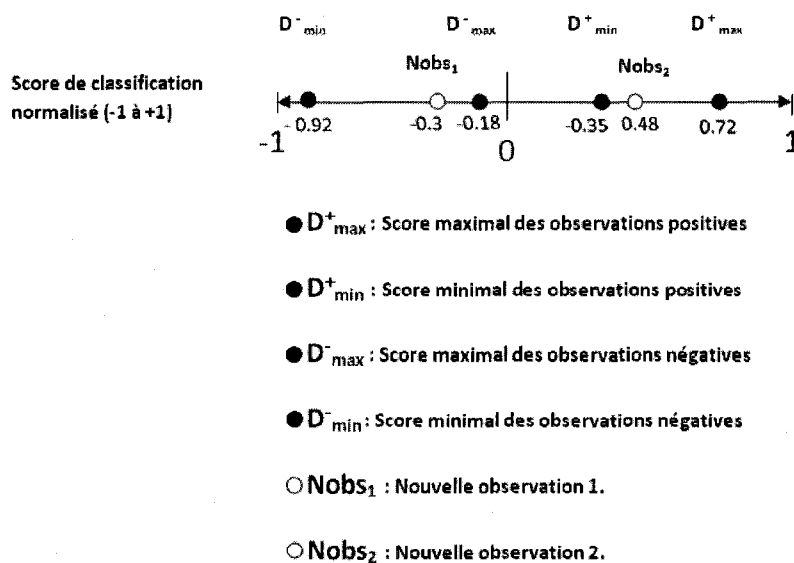 D⁻min D⁻max D⁺min D⁺max
Nobs₁ Nobs₂
Score de classification
normalisé (-1 à +1)
-0.92 -0.3 -0.18 -0.35 0.48 0.72
-1 0 1
D⁺max : Score maximal des observations positives
D⁺min : Score minimal des observations positives
D⁻max : Score maximal des observations négatives
D⁻min : Score minimal des observations négatives
Nobs₁ : Nouvelle observation 1.
Nobs₂ : Nouvelle observation 2.